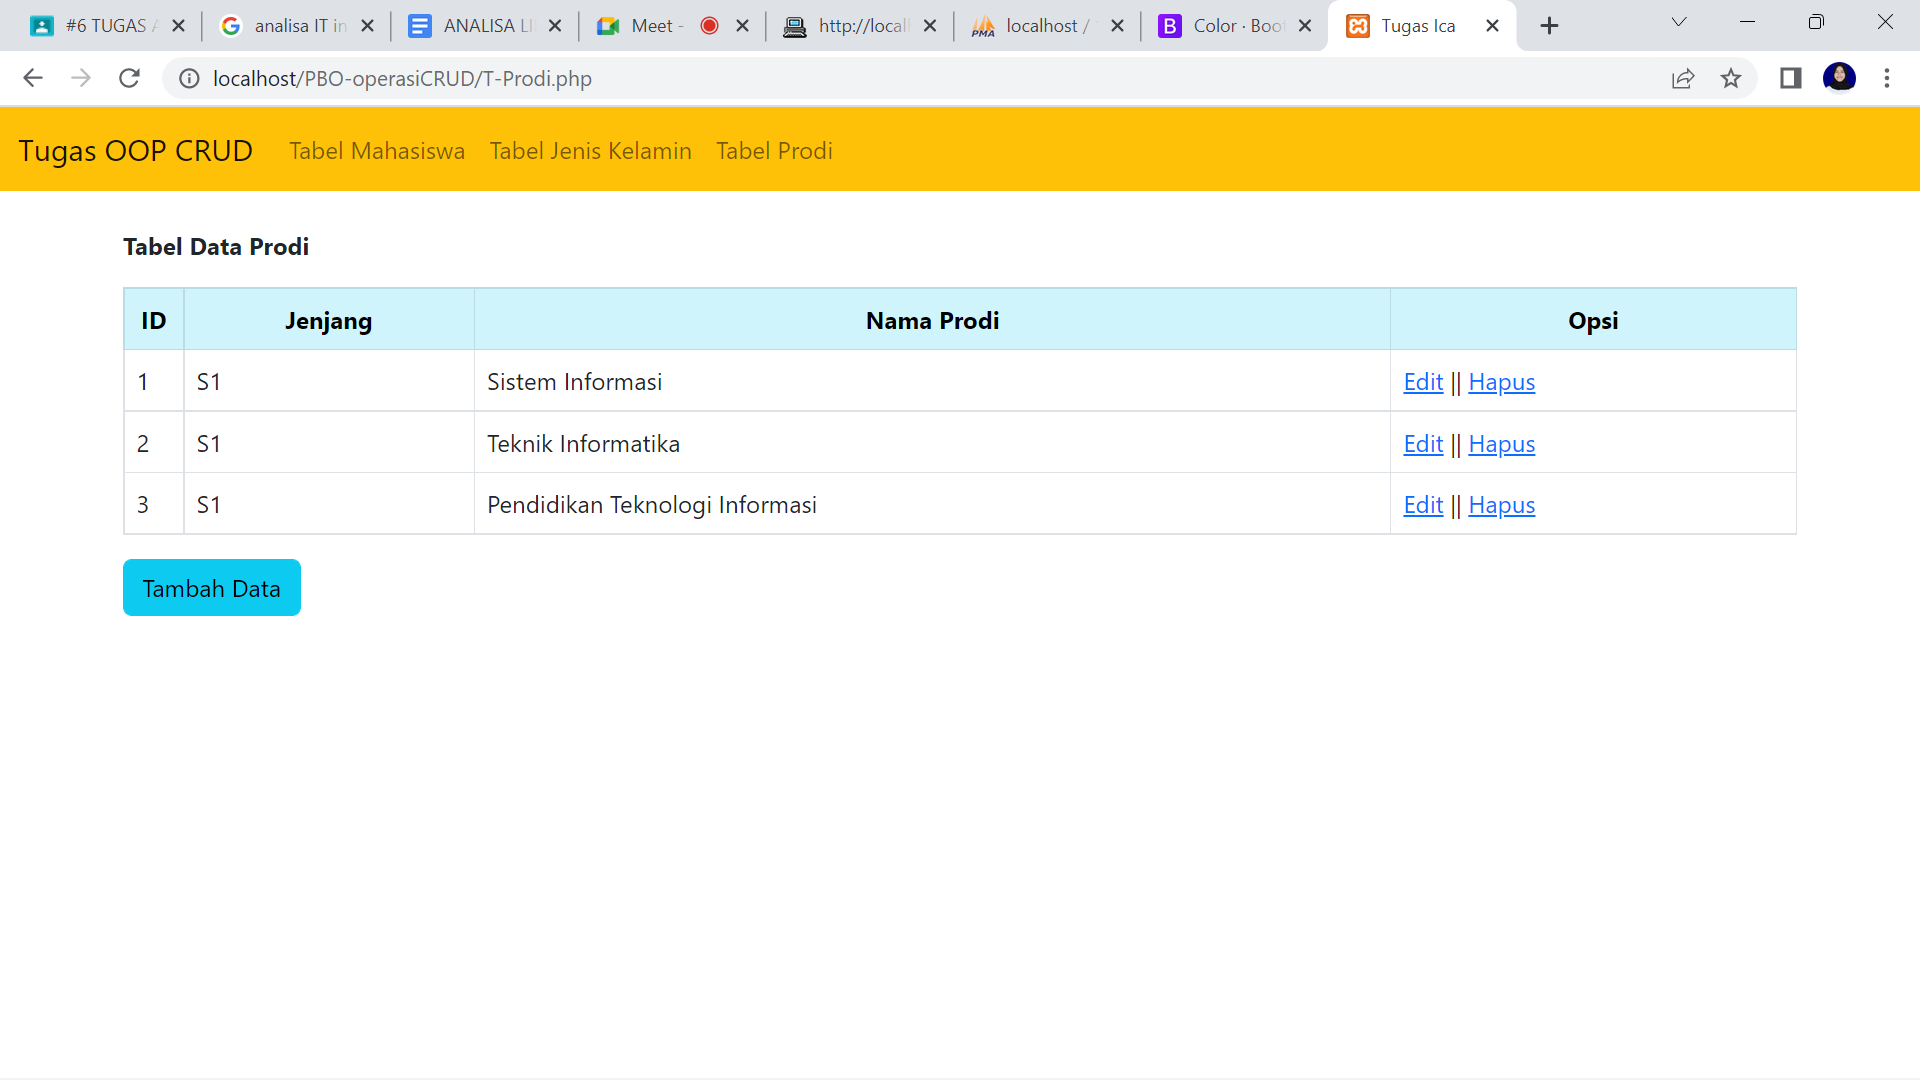 #6 TUGAS
analisa IT in
ANALISA LI
Meet -
http://local
PMA
localhost /
B
Color · Boo
Tugas Ica
localhost/PBO-operasiCRUD/T-Prodi.php
Tugas OOP CRUD Tabel Mahasiswa Tabel Jenis Kelamin Tabel Prodi
Tabel Data Prodi
ID Jenjang Nama Prodi Opsi
1 S1 Sistem Informasi Edit || Hapus
2 S1 Teknik Informatika Edit || Hapus
3 S1 Pendidikan Teknologi Informasi Edit || Hapus
Tambah Data